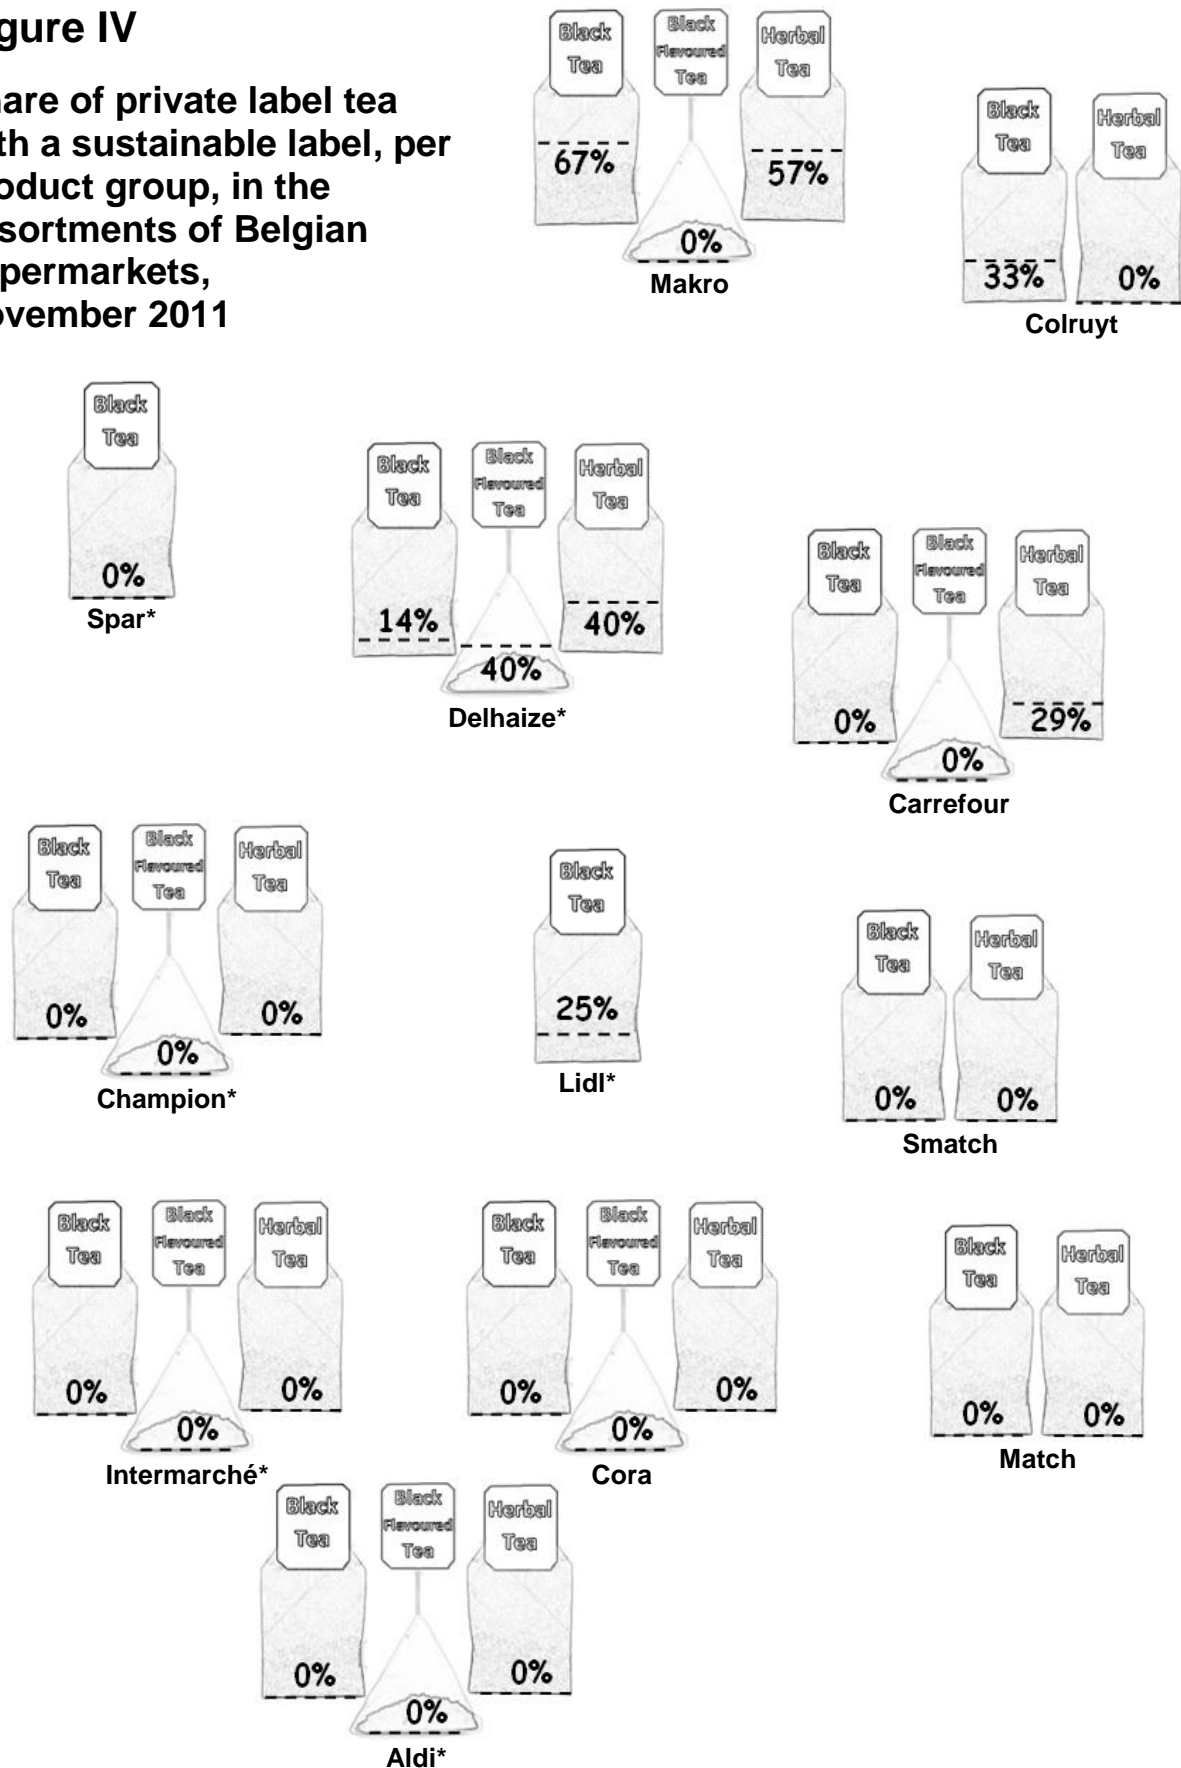 gure IV
are of private label tea
th a sustainable label, per
oduct group, in the
sortments of Belgian
permarkets,
ovember 2011
Black
Tea
Black
Flavoured
Tea
Herbal
Tea
67%
0%
57%
Makro
Black
Tea
Herbal
Tea
33%
0%
Colruyt
Black
Tea
0%
Spar*
Black
Tea
Black
Flavoured
Tea
Herbal
Tea
14%
40%
40%
Delhaize*
Black
Tea
Black
Flavoured
Tea
Herbal
Tea
0%
0%
29%
Carrefour
Black
Tea
Black
Flavoured
Tea
Herbal
Tea
0%
0%
0%
Champion*
Black
Tea
25%
Lidl*
Black
Tea
Herbal
Tea
0%
0%
Smatch
Black
Tea
Black
Flavoured
Tea
Herbal
Tea
0%
0%
0%
Intermarché*
Black
Tea
Black
Flavoured
Tea
Herbal
Tea
0%
0%
0%
Cora
Black
Tea
Herbal
Tea
0%
0%
Match
Black
Tea
Black
Flavoured
Tea
Herbal
Tea
0%
0%
0%
Aldi*